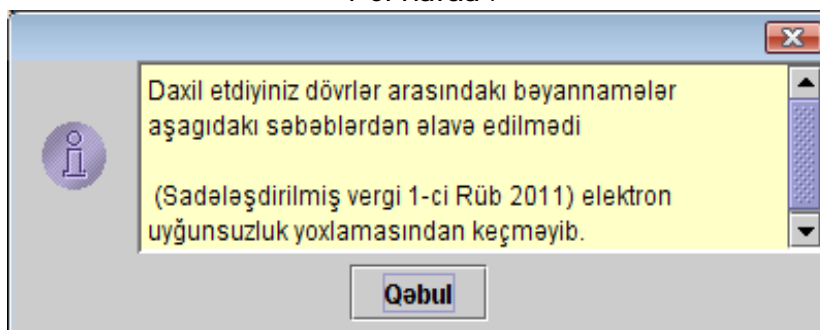 Daxil etdiyiniz dövrlər arasındakı bəyannamələr
aşagıdakı səbəblərdən əlavə edilmədi
(Sadələşdirilmiş vergi 1-ci Rüb 2011) elektron
uyğunsuzluk yoxlamasından keçməyib.
Qəbul